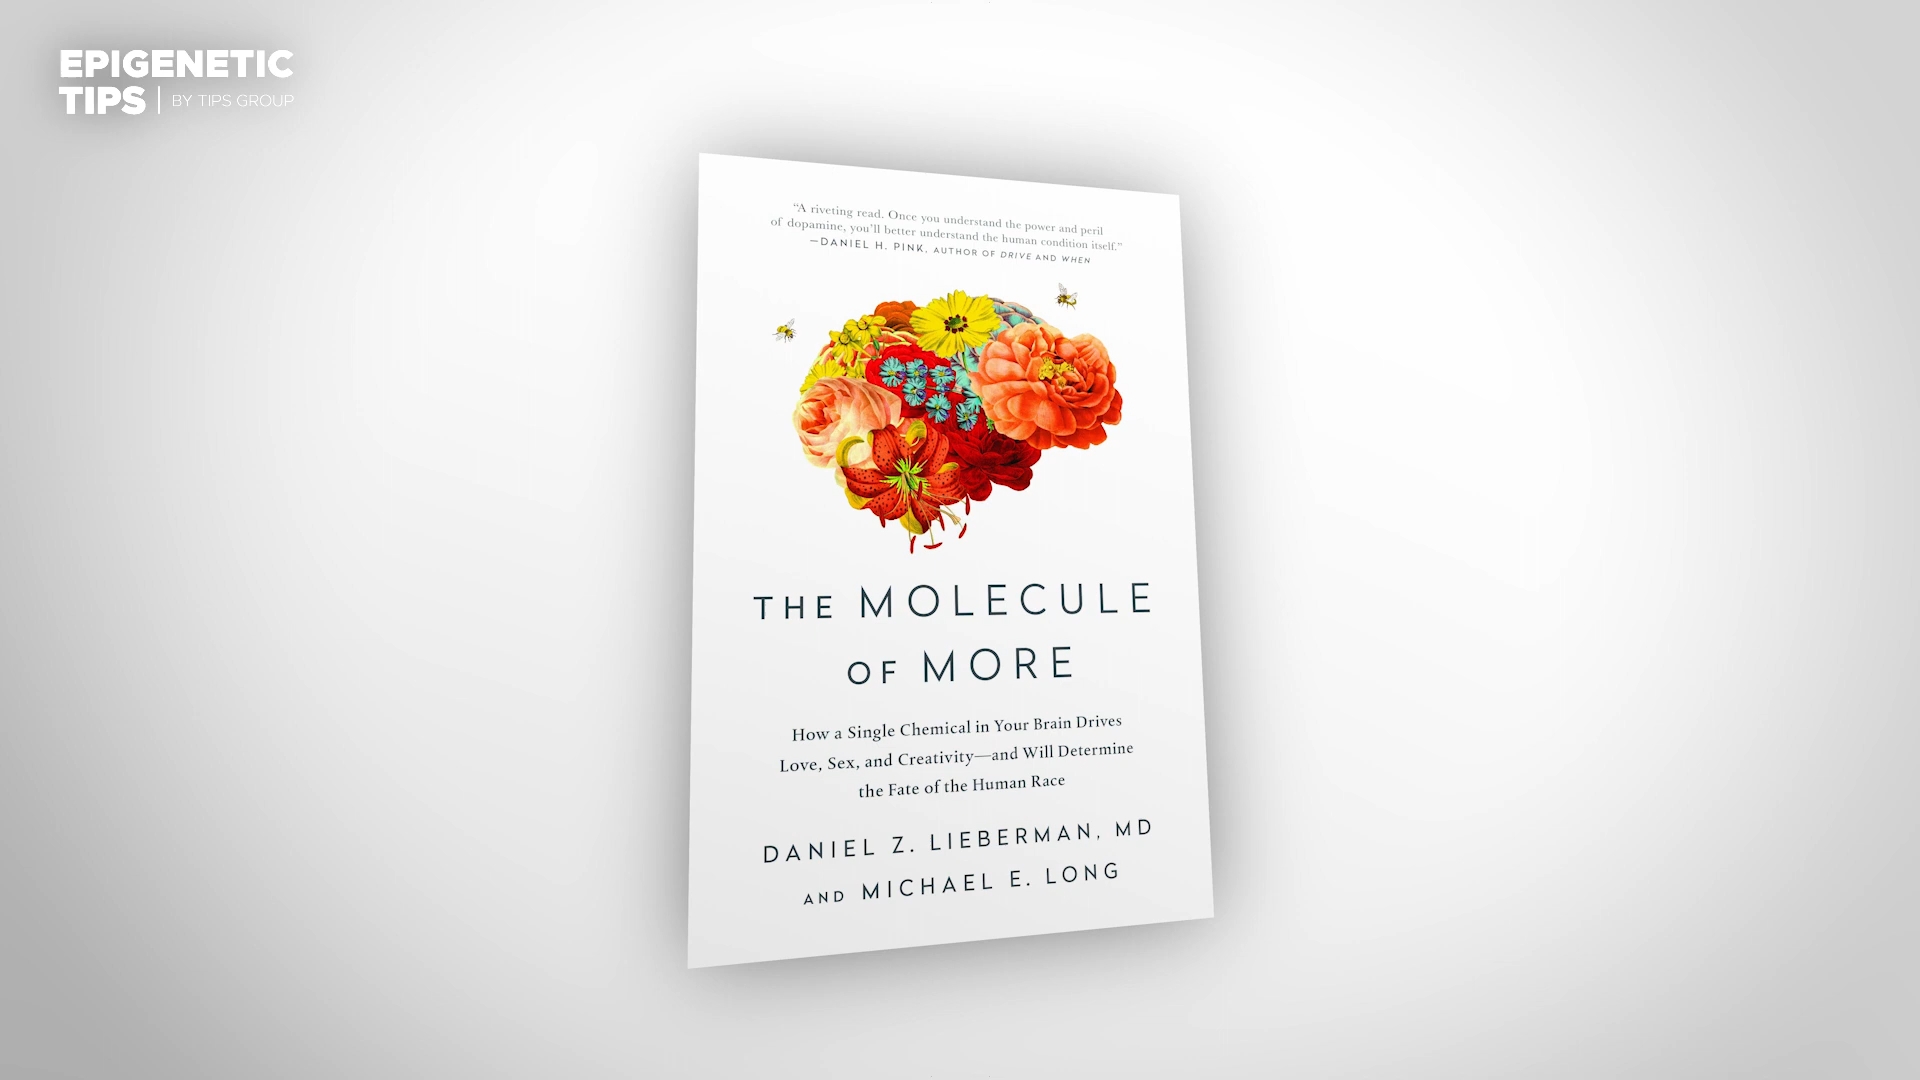 EPIGENETIC
TIPS | BY TIPS GROUP
“A riveting read. Once you understand the power and peril
of dopamine, you’ll better understand the human condition itself.”
—DANIEL H. PINK, AUTHOR OF DRIVE AND WHEN
THE MOLECULE
OF MORE
How a Single Chemical in Your Brain Drives
Love, Sex, and Creativity—and Will Determine
the Fate of the Human Race
DANIEL Z. LIEBERMAN, MD
AND MICHAEL E. LONG